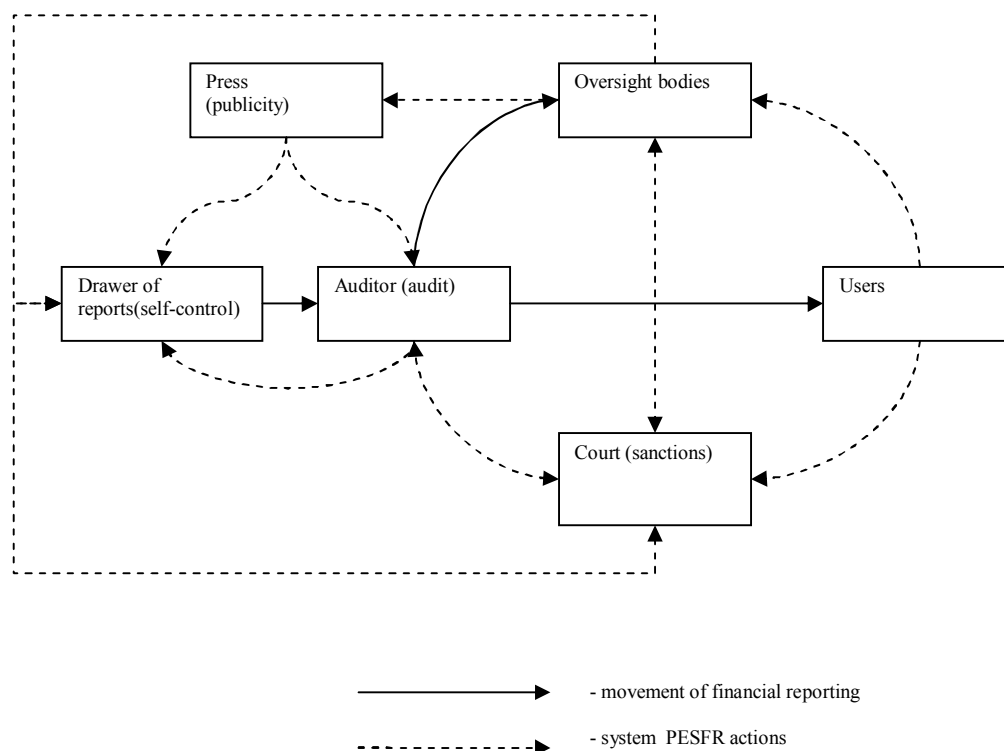 Press
(publicity)
Oversight bodies
Drawer of
reports(self-control)
Auditor (audit)
Users
Court (sanctions)
- movement of financial reporting
- system PESFR actions